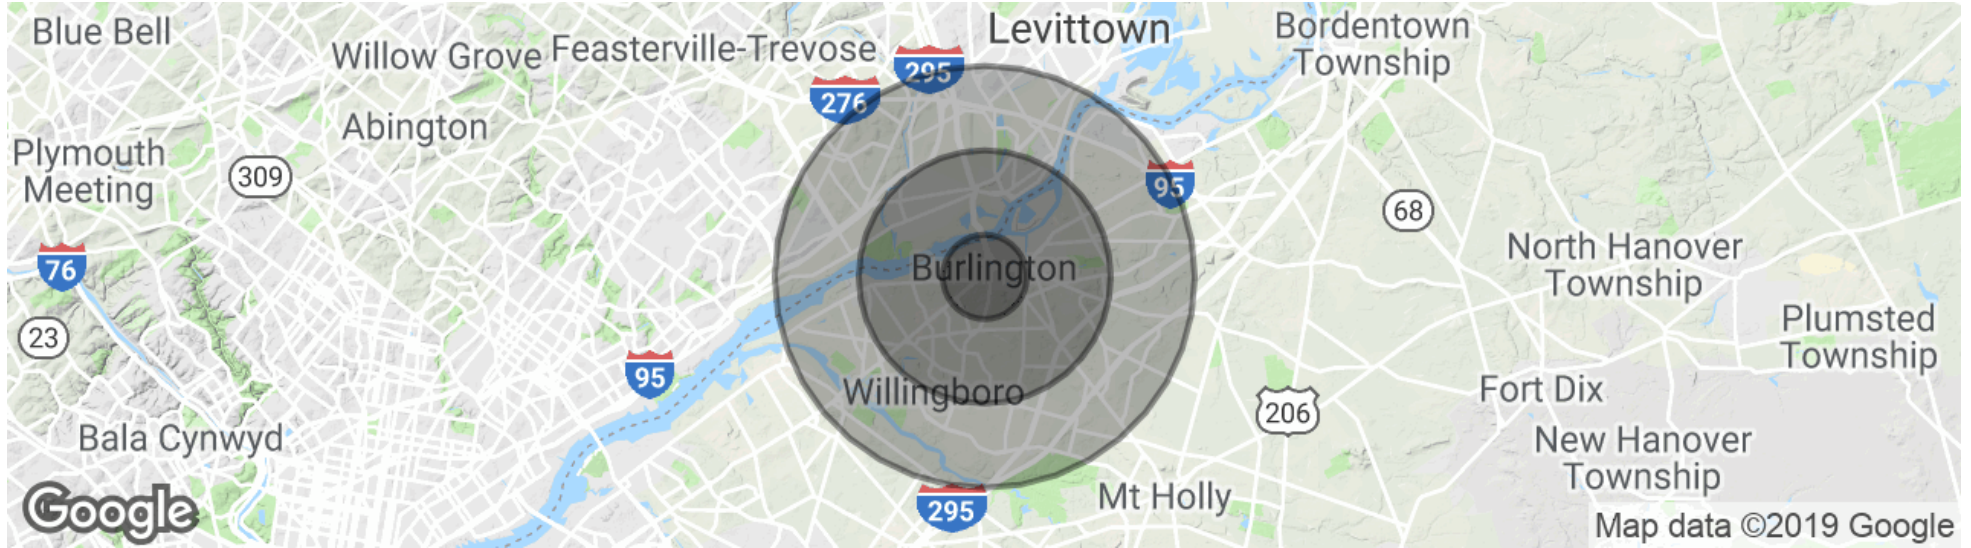 Blue Bell
Willow Grove
Feasterville-Trevose
295
Levittown
Bordentown
Township
276
Abington
Plymouth
Meeting
309
95
68
76
Burlington
North Hanover
Township
23
Plumsted
Township
95
Willingboro
206
Fort Dix
Bala Cynwyd
New Hanover
Township
Google
295
Mt Holly
Map data ©2019 Google